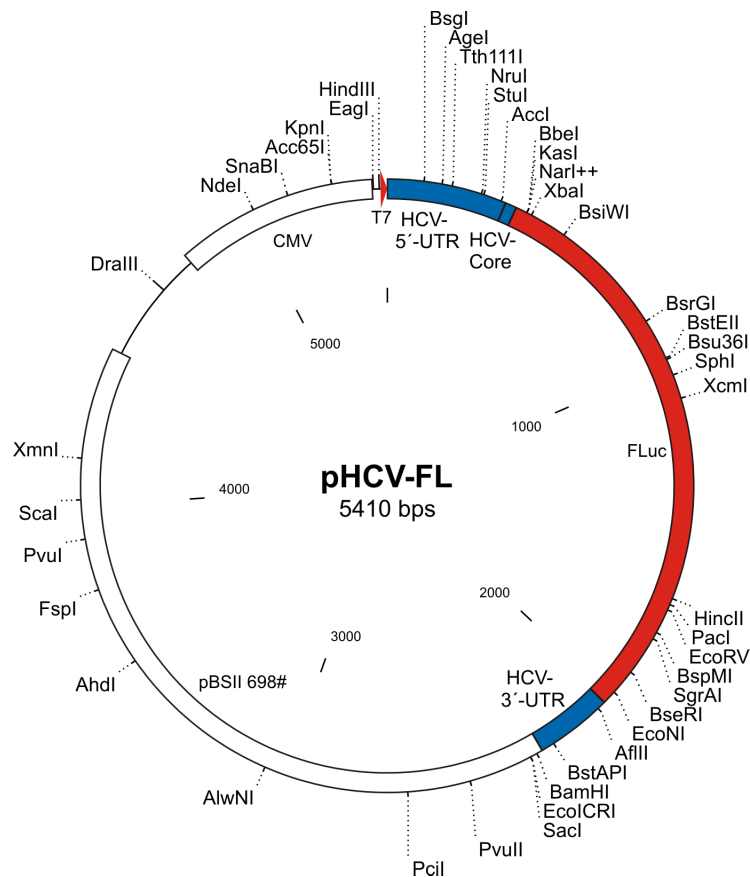 BsgI
AgeI
Tth111I
NruI
StuI
AccI
BbeI
KasI
NarI++
XbaI
BsiWI
BsrGI
BstEII
Bsu36I
SphI
XcmI
FLuc
HincII
PacI
EcoRV
BspMI
SgrAI
BseRI
EcoNI
AflII
BstAPI
BamHI
EcoICRI
SacI
PvuII
PciI
AlwNI
AhdI
FspI
PvuI
ScaI
XmnI
DraIII
NdeI
SnaBI
Acc65I
KpnI
EagI
HindIII
T7
HCV-
5´-UTR
HCV-
Core
CMV
HCV-
3´-UTR
pBSII 698#
1000
2000
3000
4000
5000
pHCV-FL
5410 bps